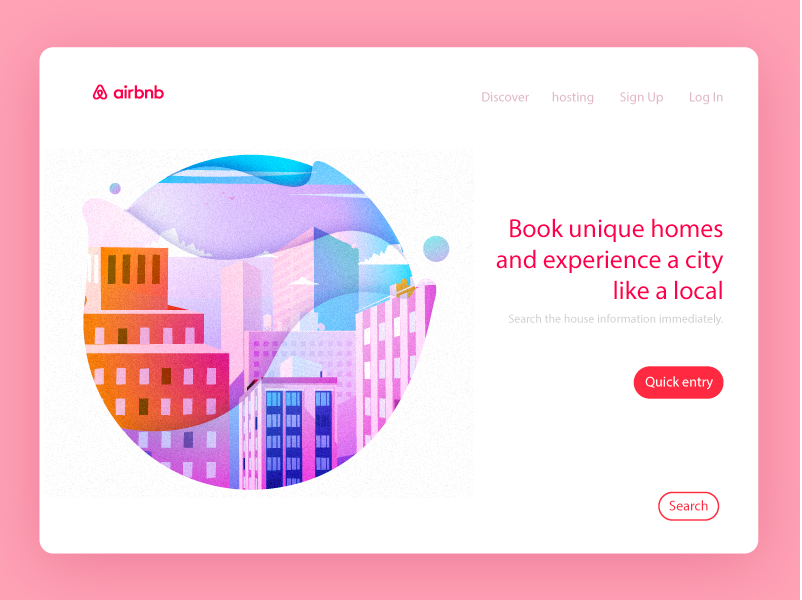 airbnb
Discover hosting Sign Up Log In
Book unique homes
and experience a city
like a local
Search the house information immediately.
Quick entry
Search